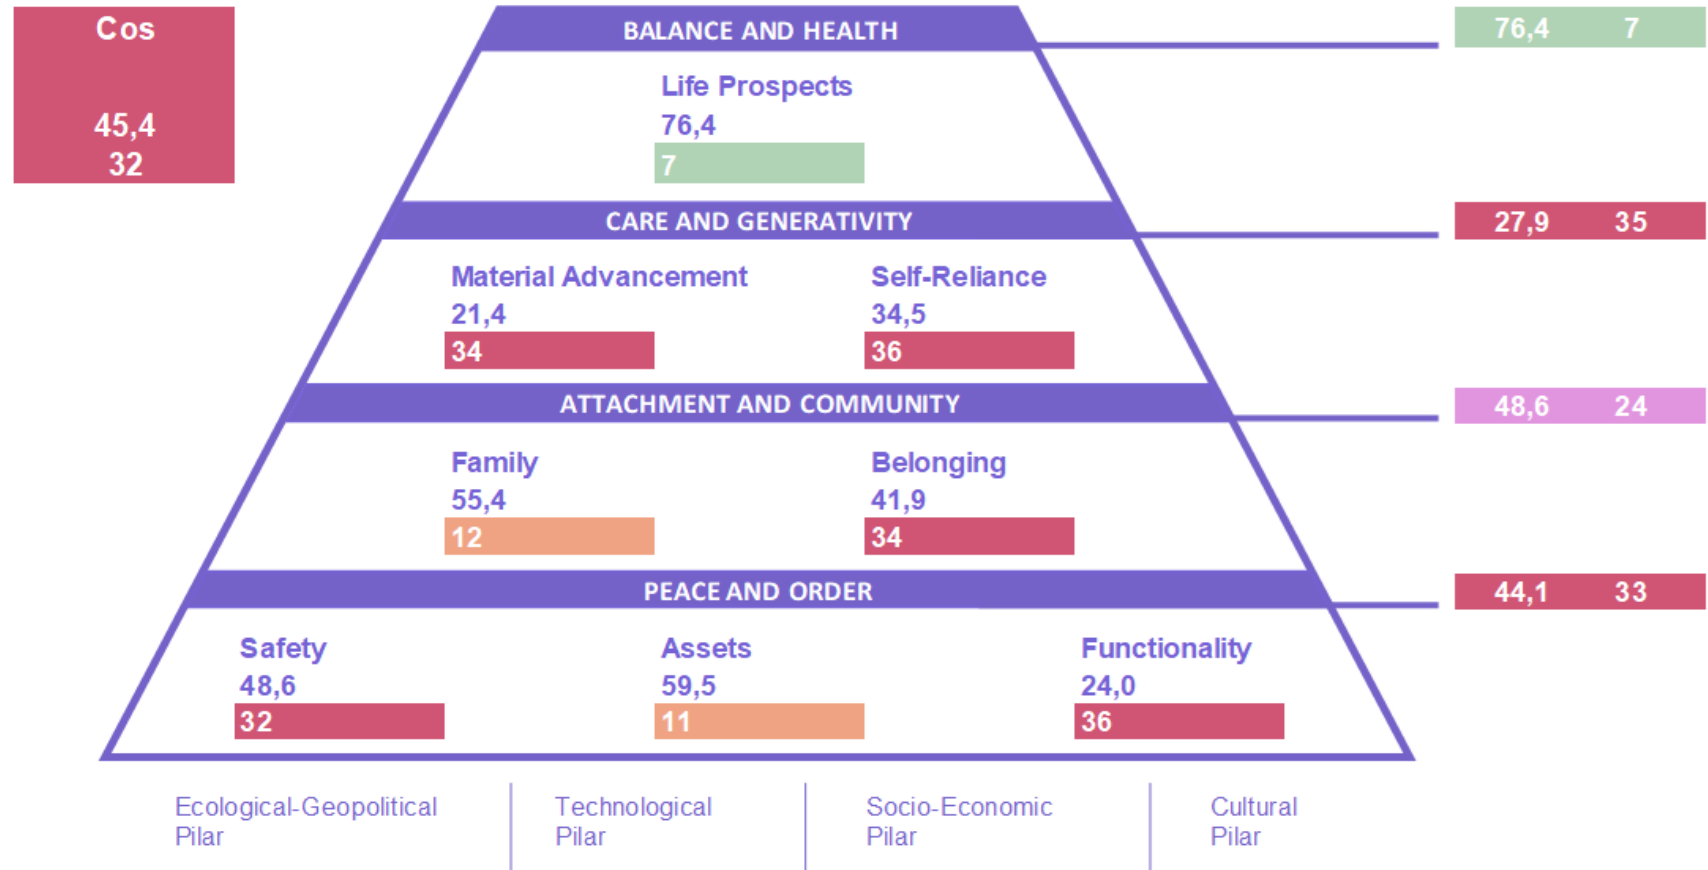 Cos
45,4
32
BALANCE AND HEALTH
76,4 7
Life Prospects
76,4
7
CARE AND GENERATIVITY
27,9 35
Material Advancement
21,4
34
Self-Reliance
34,5
36
ATTACHMENT AND COMMUNITY
48,6 24
Family
55,4
12
Belonging
41,9
34
PEACE AND ORDER
44,1 33
Safety
48,6
32
Assets
59,5
11
Functionality
24,0
36
Ecological-Geopolitical
Pilar
Technological
Pilar
Socio-Economic
Pilar
Cultural
Pilar